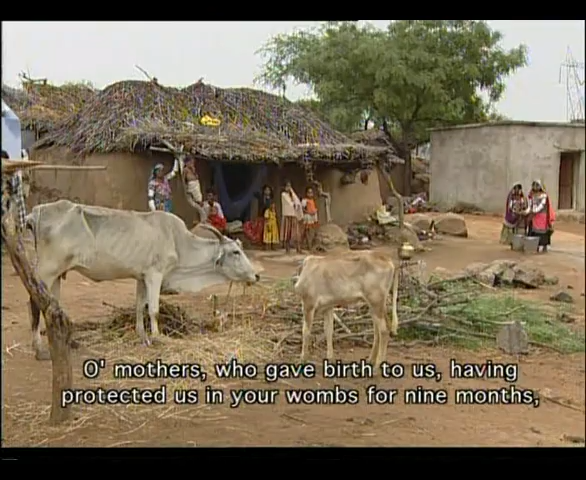 O' mothers, who gave birth to us, having
protected us in your wombs for nine months,